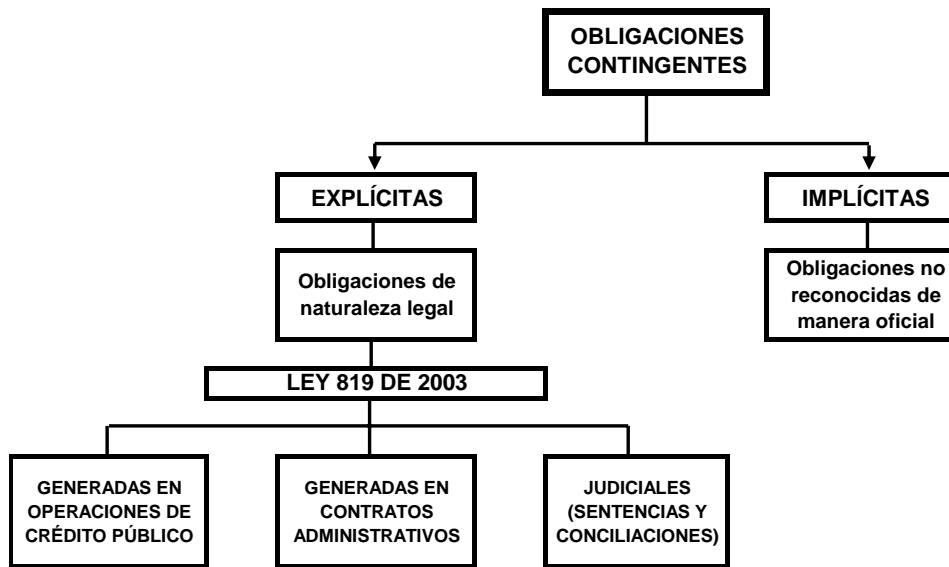 OBLIGACIONES
CONTINGENTES
EXPLÍCITAS
IMPLÍCITAS
Obligaciones de
naturaleza legal
Obligaciones no
reconocidas de
manera oficial
LEY 819 DE 2003
GENERADAS EN
OPERACIONES DE
CRÉDITO PÚBLICO
GENERADAS EN
CONTRATOS
ADMINISTRATIVOS
JUDICIALES
(SENTENCIAS Y
CONCILIACIONES)